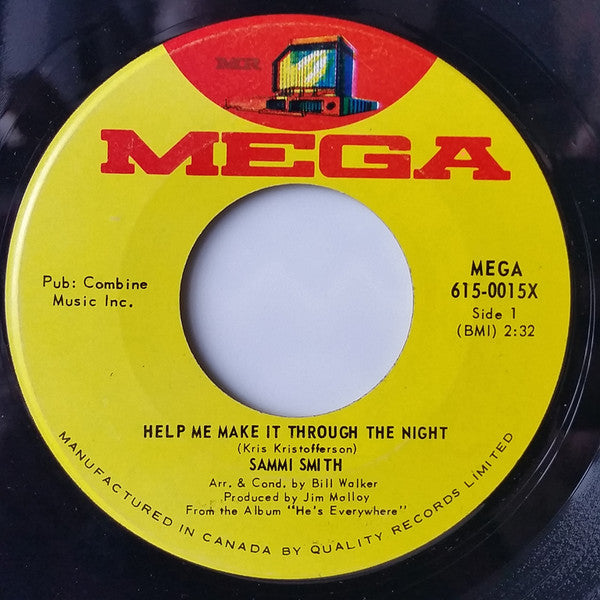 MCR
MEGA
Pub: Combine
Music Inc.
MEGA
615-0015X
Side 1
(BMI) 2:32
HELP ME MAKE IT THROUGH THE NIGHT
(Kris Kristofferson)
SAMMI SMITH
Arr. & Cond. by Bill Walker
Produced by Jim Malloy
From the Album "He's Everywhere"
MANUFACTURED IN CANADA BY QUALITY RECORDS LIMITED